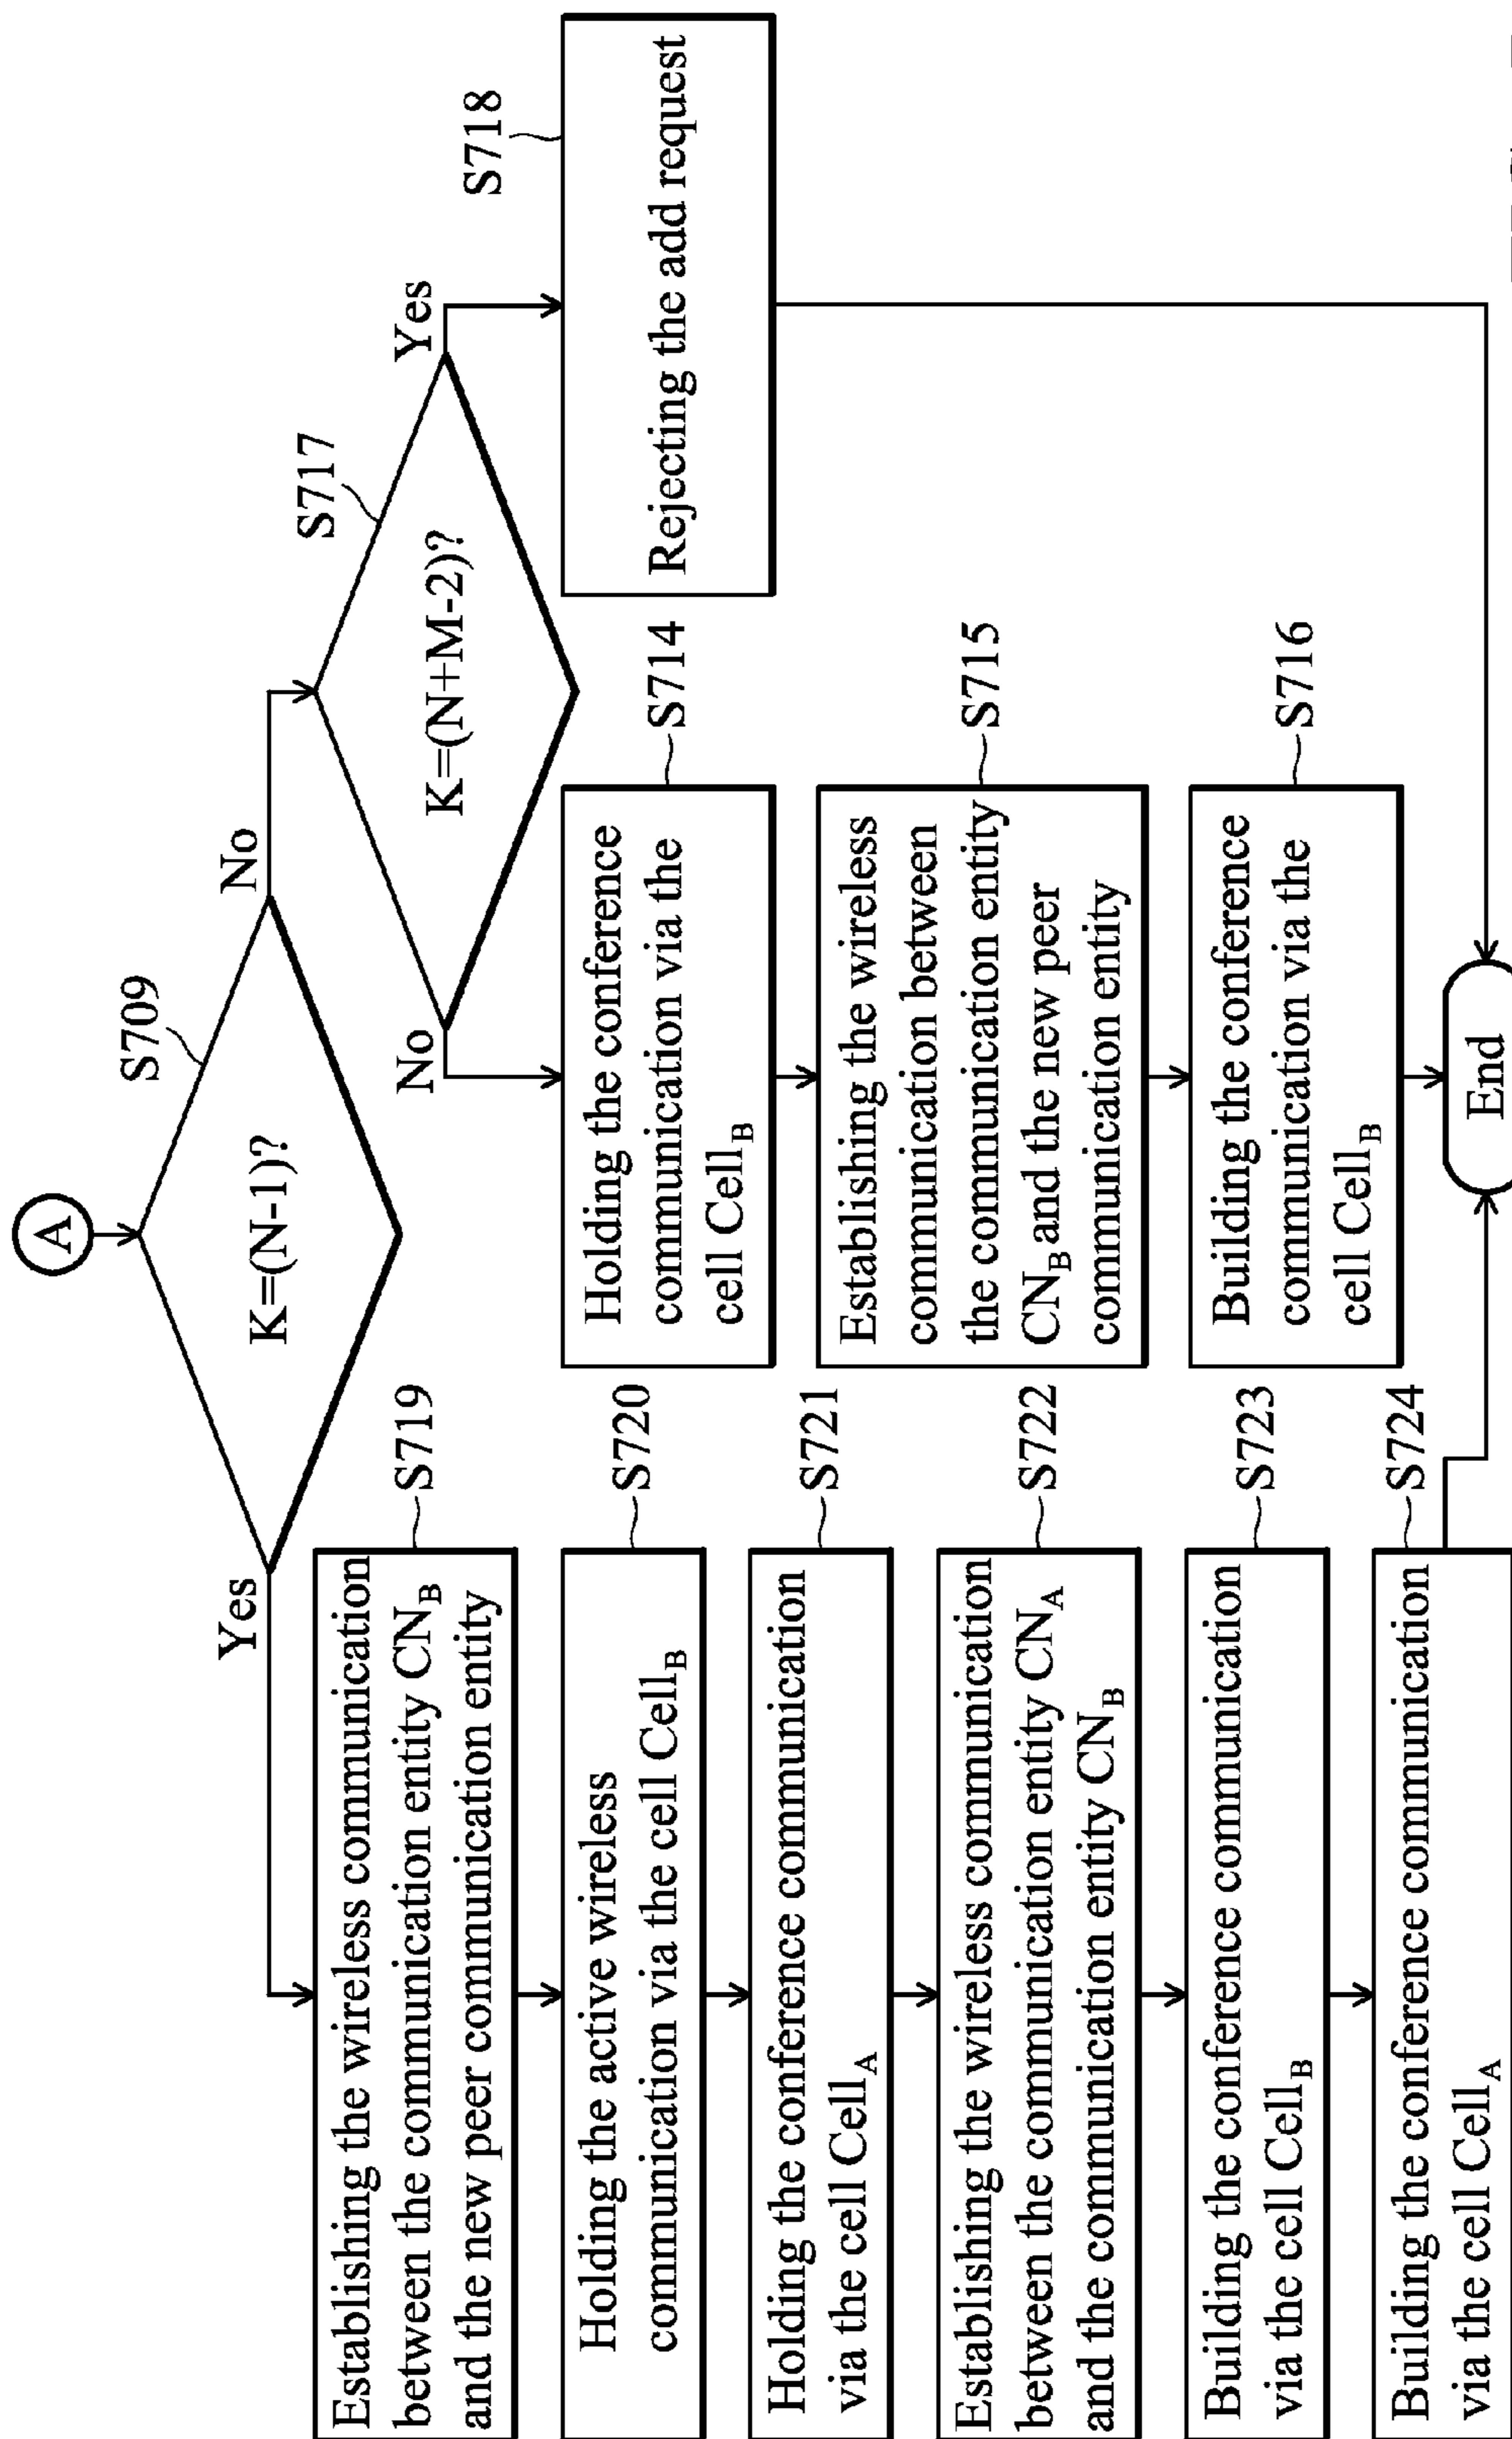 A
K=(N-1)?
S709
Yes
No
K=(N+M-2)?
S717
No
Yes
Establishing the wireless communication
between the communication entity CN_B
and the new peer communication entity
S719
Holding the active wireless
communication via the cell Cell_B
S720
Holding the conference communication
via the cell Cell_A
S721
Establishing the wireless communication
between the communication entity CN_A
and the communication entity CN_B
S722
Building the conference communication
via the cell Cell_B
S723
Building the conference communication
via the cell Cell_A
S724
Holding the conference
communication via the
cell Cell_B
S714
Establishing the wireless
communication between
the communication entity
CN_B and the new peer
communication entity
S715
Building the conference
communication via the
cell Cell_B
S716
Rejecting the add request
S718
End